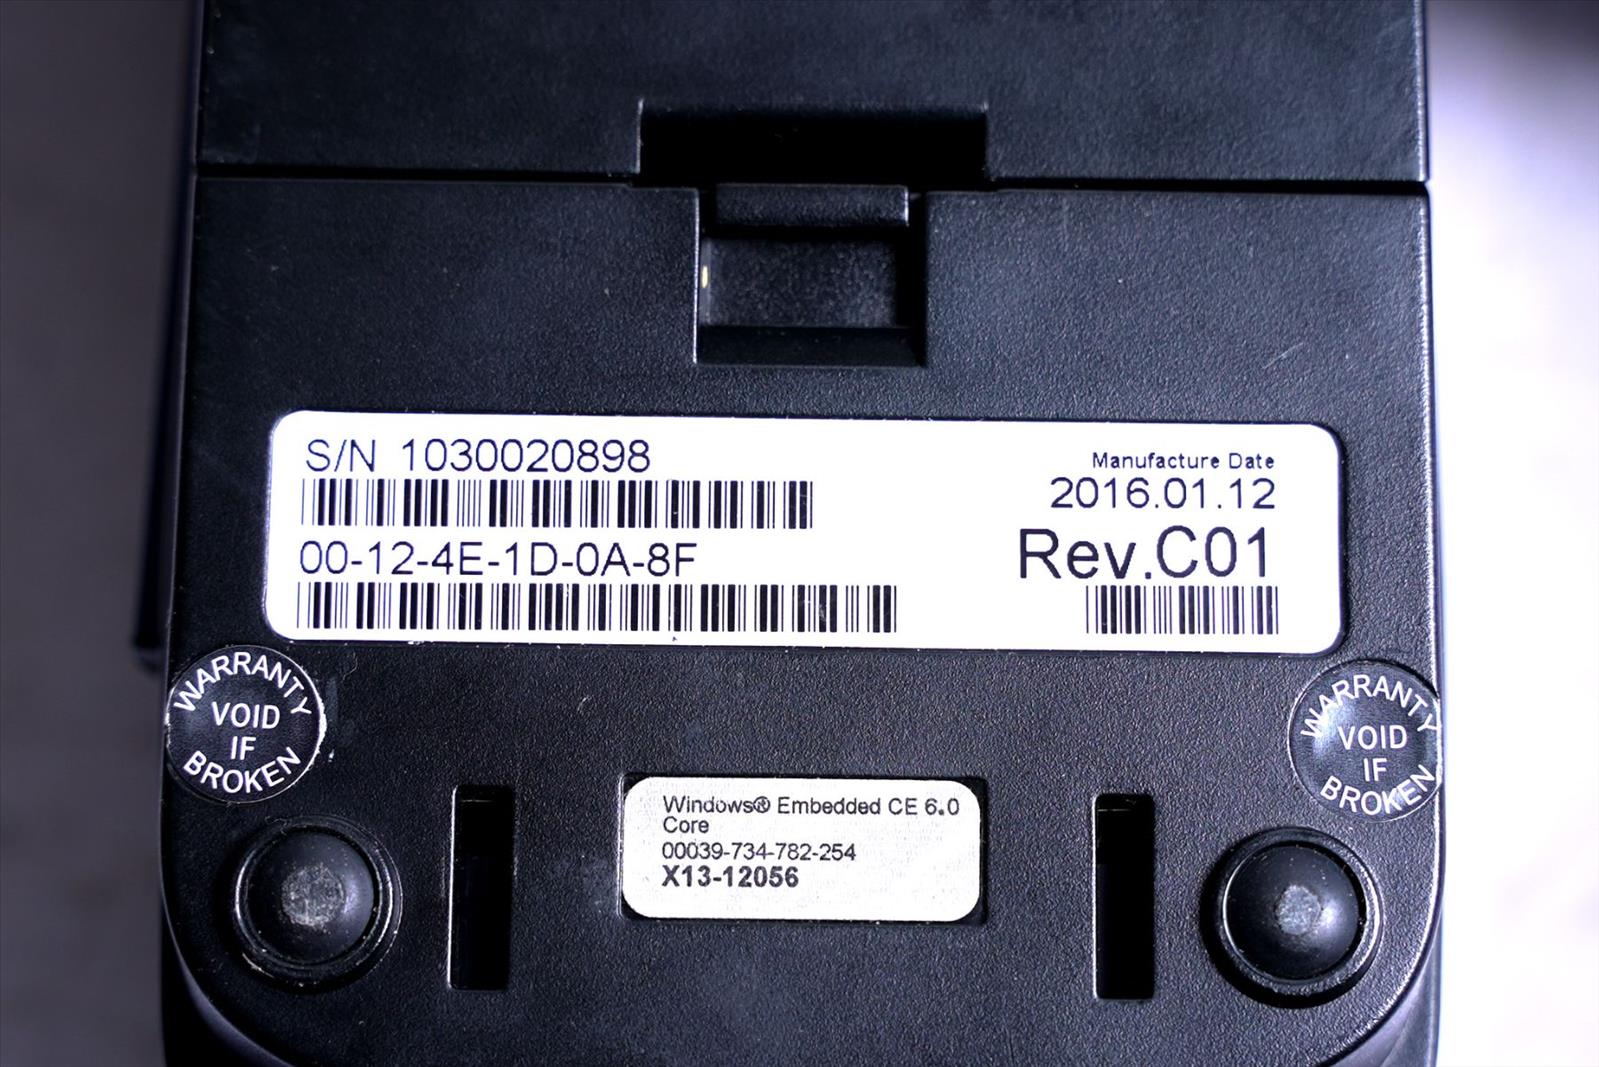 S/N 1030020898
Manufacture Date
2016.01.12
00-12-4E-1D-0A-8F
Rev.C01
WARRANTY
VOID
IF
BROKEN
WARRANTY
VOID
IF
BROKEN
Windows® Embedded CE 6.0
Core
00039-734-782-254
X13-12056